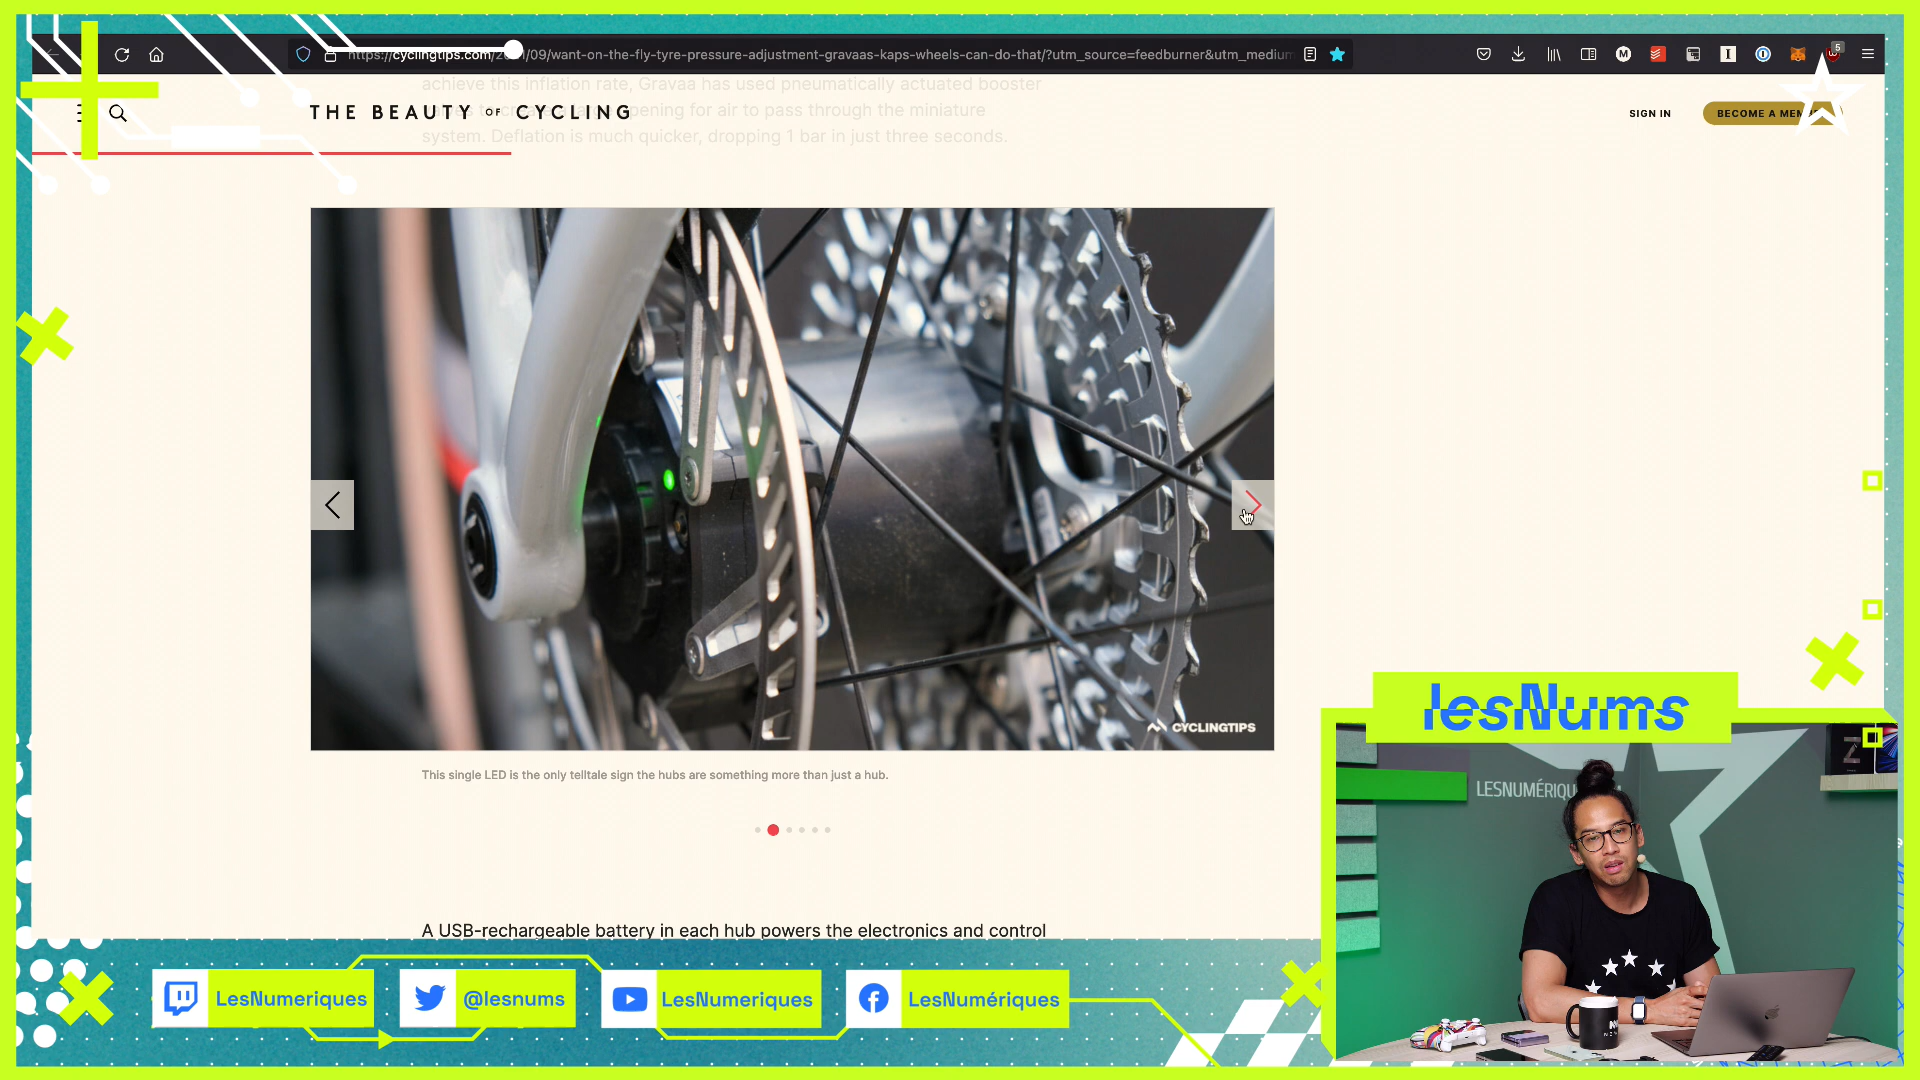 https://cyclingtips.com/2021/09/want-on-the-fly-tyre-pressure-adjustment-gravaas-kaps-wheels-can-do-that/?utm_source=feedburner&utm_medium
5
achieve this inflation rate, Gravaa has used pneumatically actuated booster
opening for air to pass through the miniature
system. Deflation is much quicker, dropping 1 bar in just three seconds.
THE BEAUTY OF CYCLING
SIGN IN
BECOME A MEM
CYCLINGTIPS
This single LED is the only telltale sign the hubs are something more than just a hub.
A USB-rechargeable battery in each hub powers the electronics and control
lesNums
LESNUMÉRIQU
LesNumeriques
@lesnums
LesNumeriques
LesNumériques